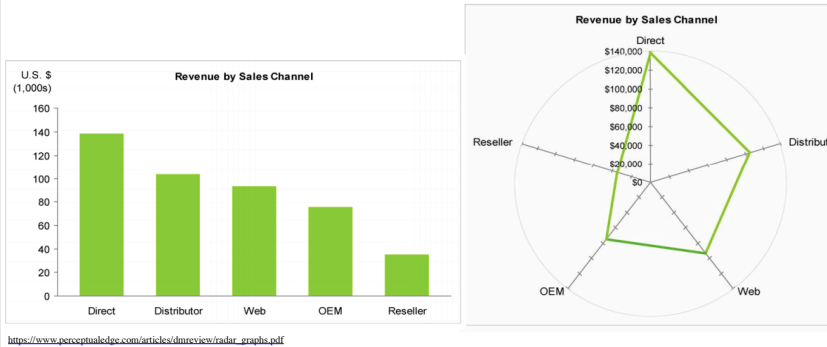 U.S. $
(1,000s)
Revenue by Sales Channel
160
140
120
100
80
60
40
20
0
Direct
Distributor
Web
OEM
Reseller
Revenue by Sales Channel
Direct
$140,000
$120,000
$100,000
$80,000
$60,000
$40,000
$20,000
$0
Reseller
Distribut
OEM
Web
https://www.perceptualedge.com/articles/dmreview/radar_graphs.pdf